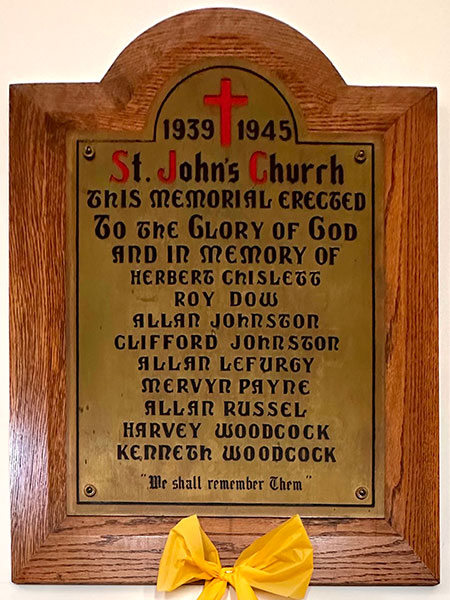 1939 1945
St. John's Church
This Memorial Erected
To the Glory of God
and in Memory of
Herbert Chislett
Roy Dow
Allan Johnston
Clifford Johnston
Allan Lefurgy
Mervyn Payne
Allan Russel
Harvey Woodcock
Kenneth Woodcock
"We shall remember Them"